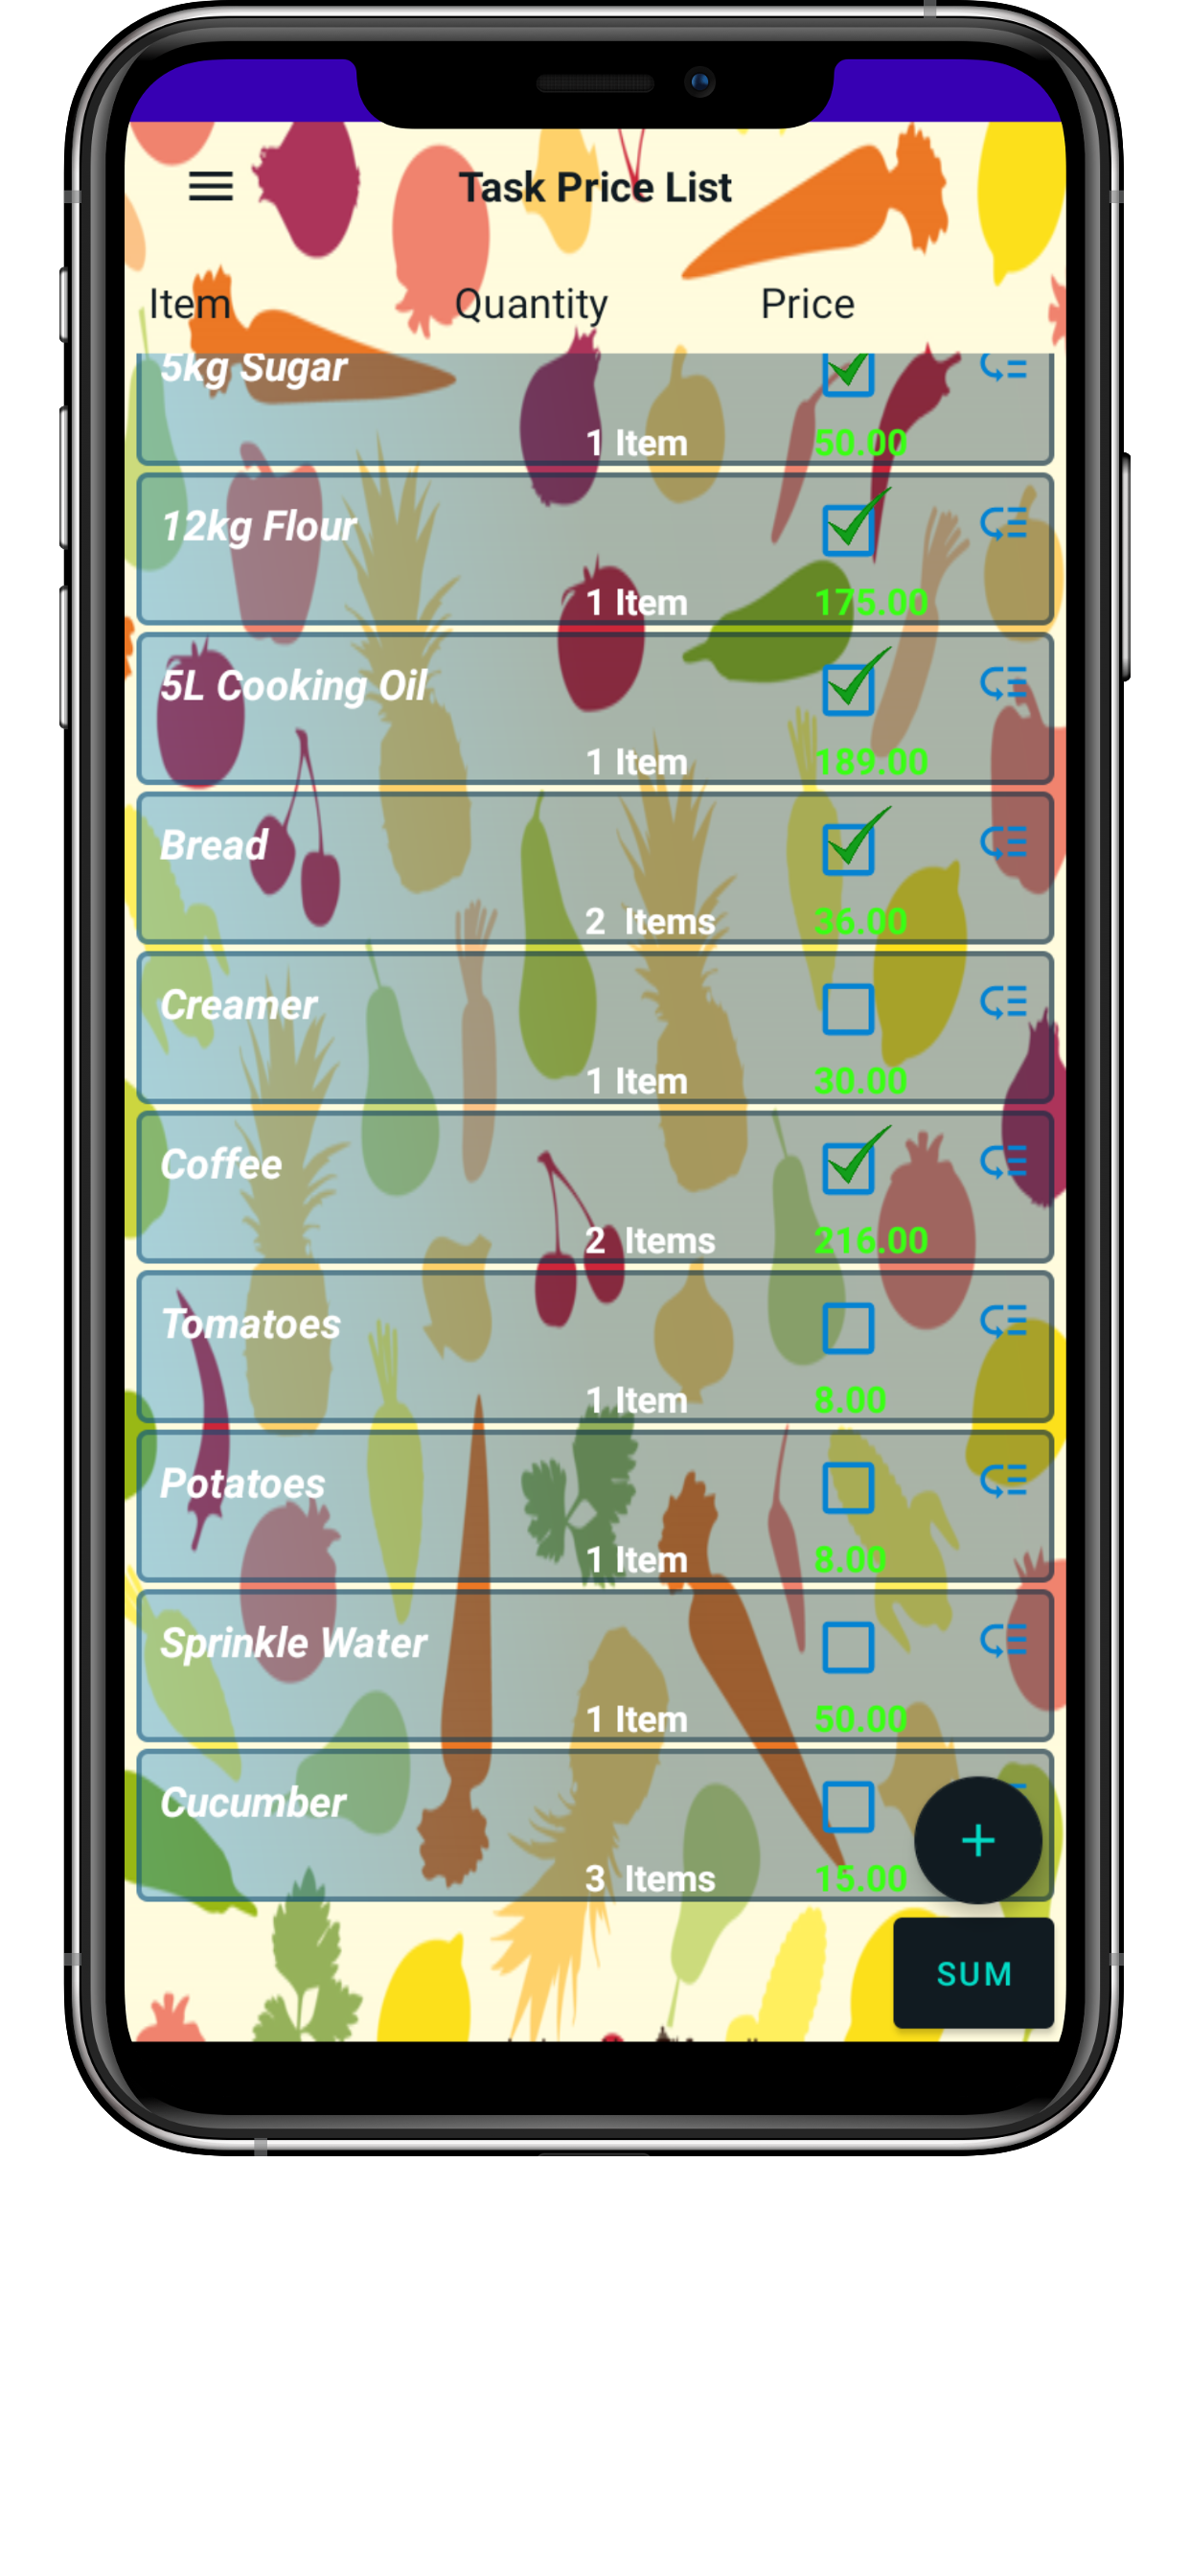 Task Price List
Item Quantity Price
5kg Sugar
1 Item 50.00
12kg Flour
1 Item 175.00
5L Cooking Oil
1 Item 189.00
Bread
2 Items 36.00
Creamer
1 Item 30.00
Coffee
2 Items 216.00
Tomatoes
1 Item 8.00
Potatoes
1 Item 8.00
Sprinkle Water
1 Item 50.00
Cucumber
3 Items 15.00
+
SUM